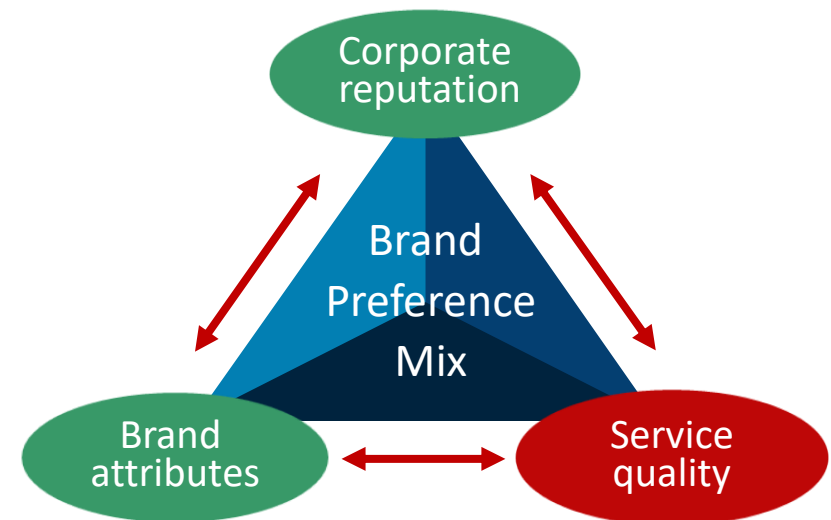 Corporate
reputation
Brand
Preference
Mix
Brand
attributes
Service
quality